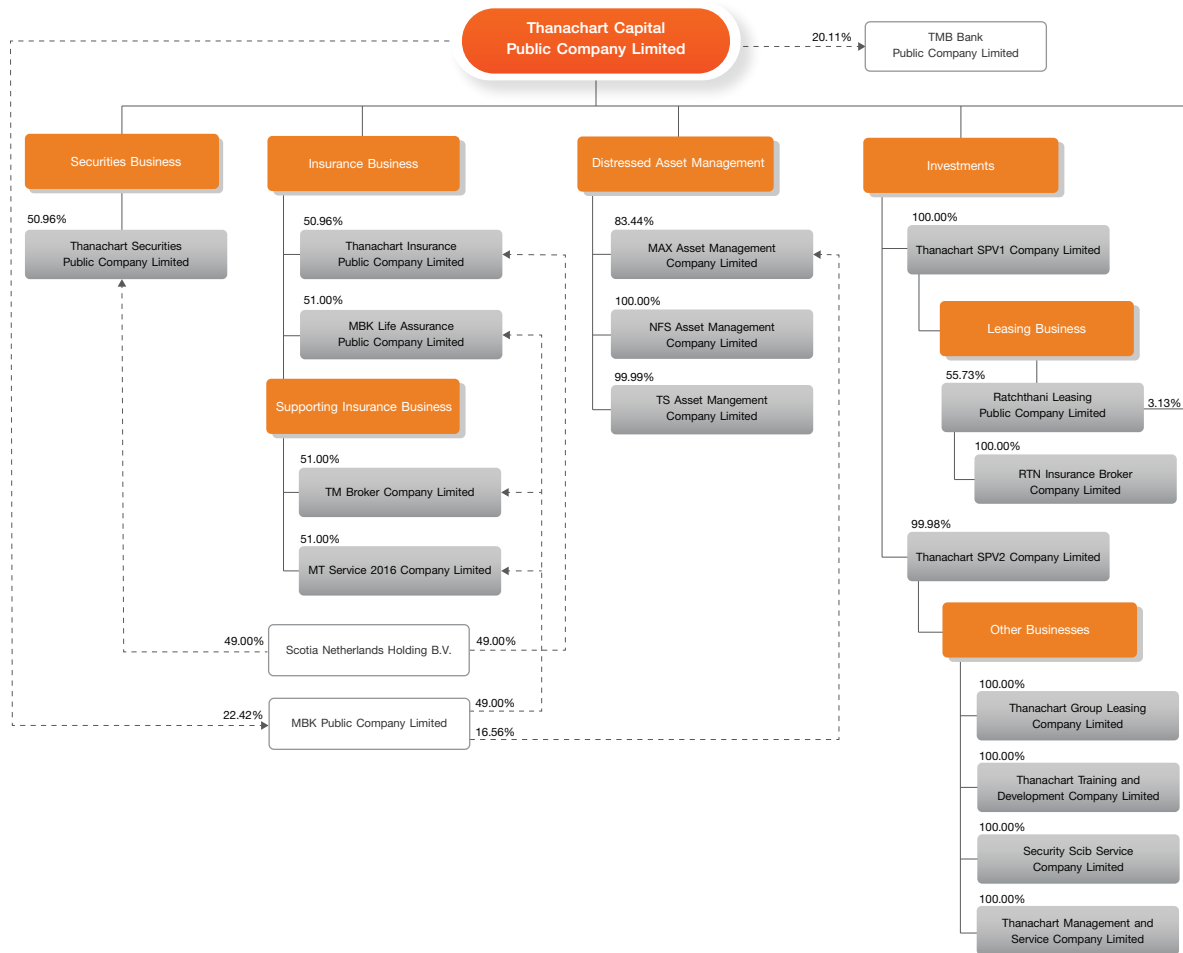 Thanachart Capital
Public Company Limited
20.11%
TMB Bank
Public Company Limited
Securities Business
50.96%
Thanachart Securities
Public Company Limited
Insurance Business
50.96%
Thanachart Insurance
Public Company Limited
51.00%
MBK Life Assurance
Public Company Limited
Supporting Insurance Business
51.00%
TM Broker Company Limited
51.00%
MT Service 2016 Company Limited
49.00%
Scotia Netherlands Holding B.V.
49.00%
22.42%
MBK Public Company Limited
49.00%
16.56%
Distressed Asset Management
83.44%
MAX Asset Management
Company Limited
100.00%
NFS Asset Management
Company Limited
99.99%
TS Asset Mangement
Company Limited
Investments
100.00%
Thanachart SPV1 Company Limited
Leasing Business
55.73%
Ratchthani Leasing
Public Company Limited
3.13%
100.00%
RTN Insurance Broker
Company Limited
99.98%
Thanachart SPV2 Company Limited
Other Businesses
100.00%
Thanachart Group Leasing
Company Limited
100.00%
Thanachart Training and
Development Company Limited
100.00%
Security Scib Service
Company Limited
100.00%
Thanachart Management and
Service Company Limited